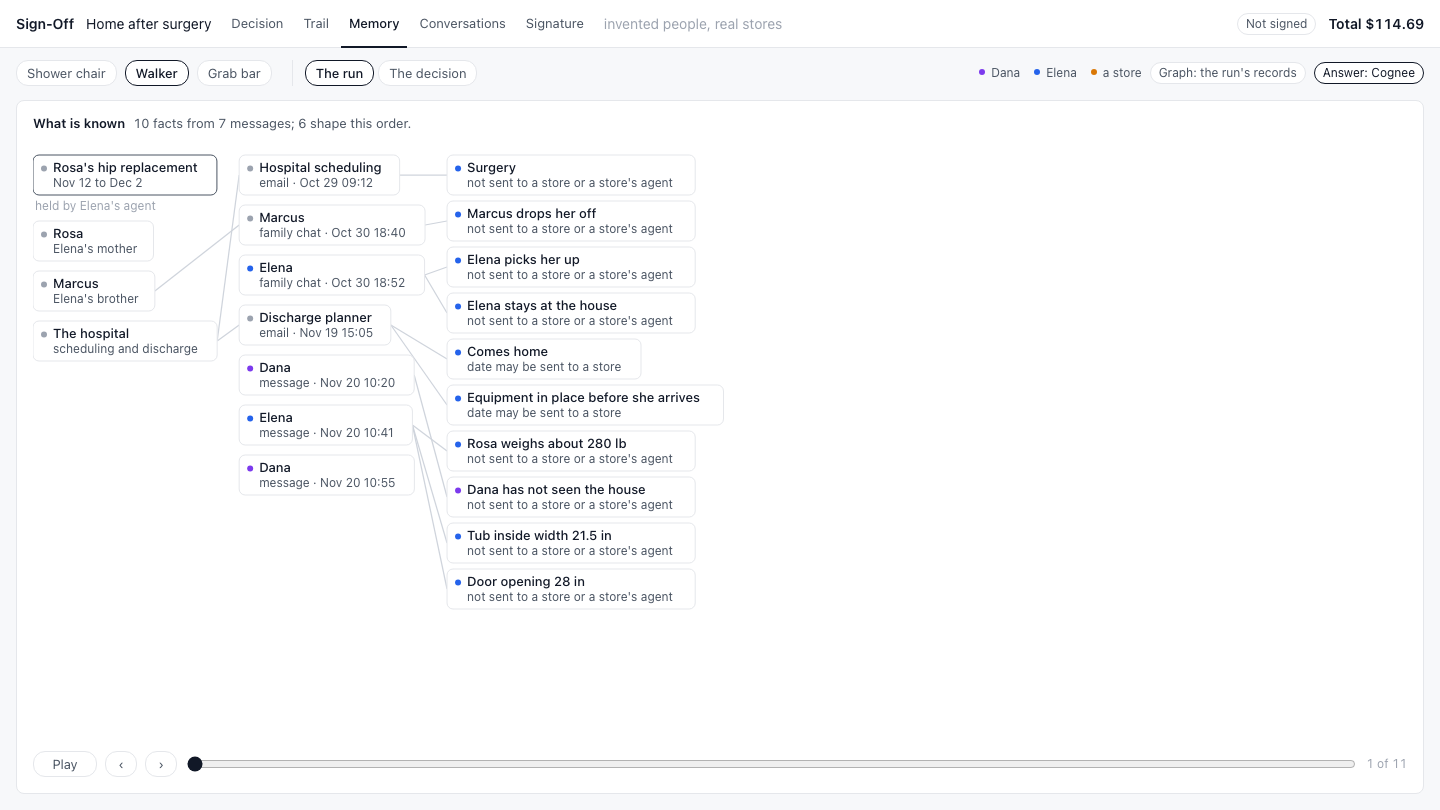 Sign-Off Home after surgery Decision Trail Memory Conversations Signature invented people, real stores Not signed Total $114.69
Shower chair Walker Grab bar The run The decision Dana Elena a store Graph: the run's records Answer: Cognee
What is known 10 facts from 7 messages; 6 shape this order.
Rosa's hip replacement
Nov 12 to Dec 2
held by Elena's agent
Rosa
Elena's mother
Marcus
Elena's brother
The hospital
scheduling and discharge
Hospital scheduling
email · Oct 29 09:12
Marcus
family chat · Oct 30 18:40
Elena
family chat · Oct 30 18:52
Discharge planner
email · Nov 19 15:05
Dana
message · Nov 20 10:20
Elena
message · Nov 20 10:41
Dana
message · Nov 20 10:55
Surgery
not sent to a store or a store's agent
Marcus drops her off
not sent to a store or a store's agent
Elena picks her up
not sent to a store or a store's agent
Elena stays at the house
not sent to a store or a store's agent
Comes home
date may be sent to a store
Equipment in place before she arrives
date may be sent to a store
Rosa weighs about 280 lb
not sent to a store or a store's agent
Dana has not seen the house
not sent to a store or a store's agent
Tub inside width 21.5 in
not sent to a store or a store's agent
Door opening 28 in
not sent to a store or a store's agent
Play ‹ › 1 of 11